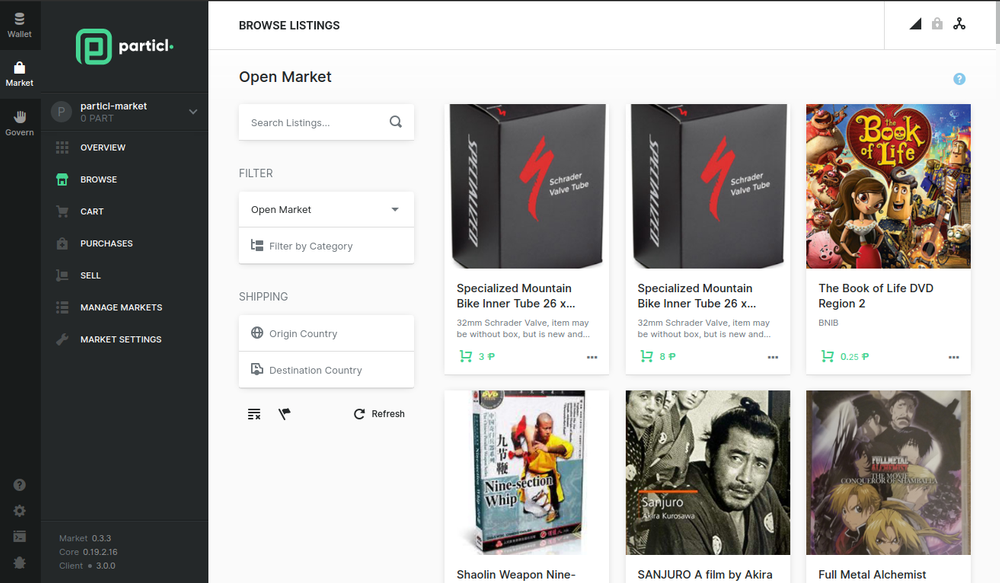 Wallet
Market
Govern
particl
particl-market
0 PART
OVERVIEW
BROWSE
CART
PURCHASES
SELL
MANAGE MARKETS
MARKET SETTINGS
Market 0.3.3
Core 0.19.2.16
Client 3.0.0
BROWSE LISTINGS
Open Market
Search Listings...
FILTER
Open Market
Filter by Category
SHIPPING
Origin Country
Destination Country
Refresh
SPECIALIZED
Schrader
Valve Tube
Specialized Mountain
Bike Inner Tube 26 x...
32mm Schrader Valve, item may
be without box, but is new and...
3 ₱
SPECIALIZED
Schrader
Valve Tube
Specialized Mountain
Bike Inner Tube 26 x...
32mm Schrader Valve, item may
be without box, but is new and...
8 ₱
the
Book
of Life
The Book of Life DVD
Region 2
BNIB
0.25 ₱
DVD
九节鞭
Nine-section
Whip
Shaolin Weapon Nine-
Sanjuro
Akira Kurosawa
SANJURO A film by Akira
FULLMETAL
ALCHEMIST
THE MOVIE
CONQUEROR OF SHAMBALLA
Full Metal Alchemist